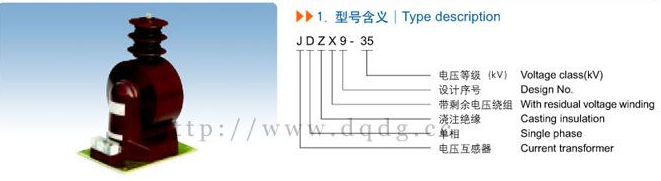 1. 型号含义 | Type description
JDZX9-35
电压等级 (kV) Voltage class(kV)
设计序号 Design No.
带剩余电压绕组 With residual voltage winding
浇注绝缘 Casting insulation
单相 Single phase
电压互感器 Current transformer
http://www.dqdg.com